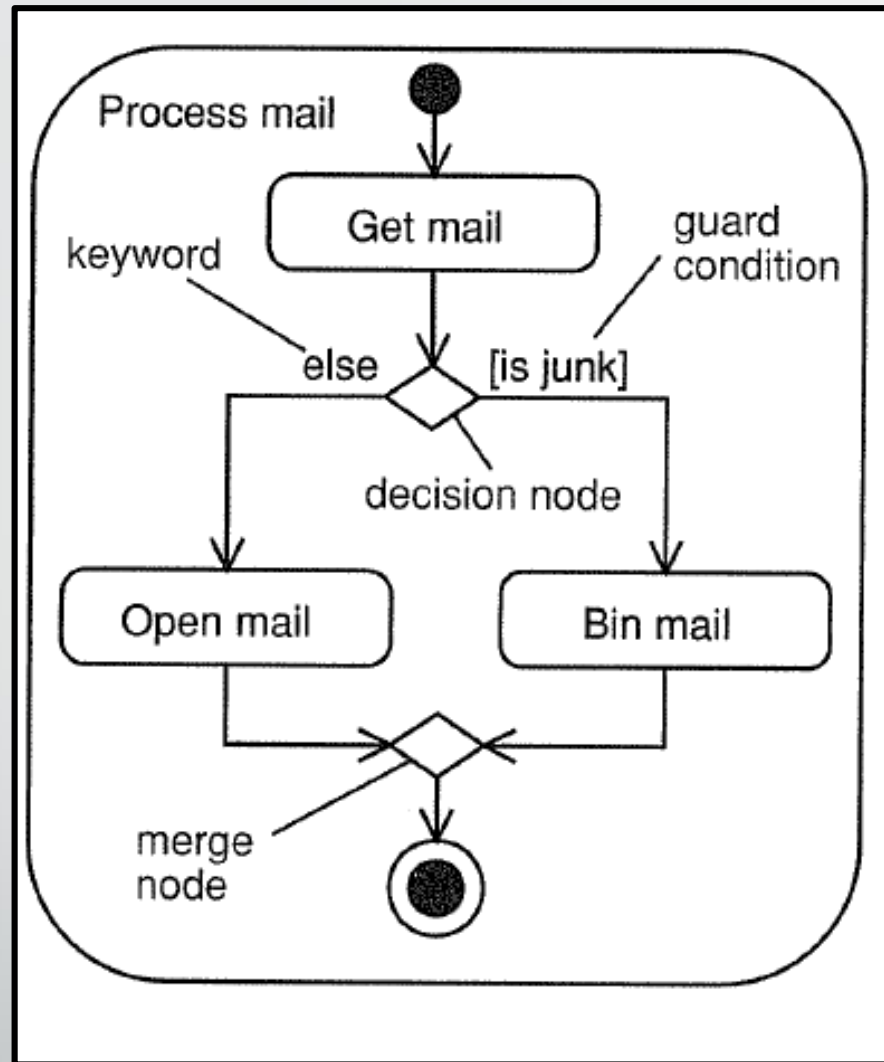 Process mail
Get mail
keyword
guard
condition
else
[is junk]
decision node
Open mail
Bin mail
merge
node